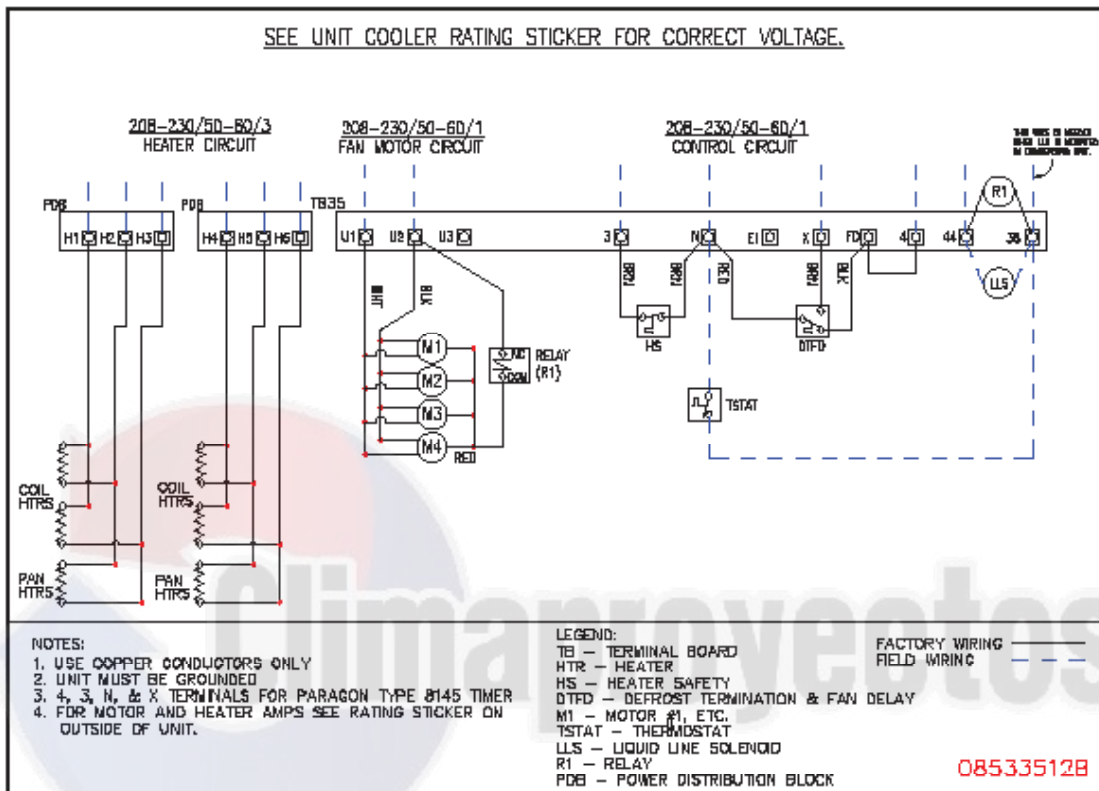 SEE UNIT COOLER RATING STICKER FOR CORRECT VOLTAGE.
208-230/50-60/3
HEATER CIRCUIT
208-230/50-60/1
FAN MOTOR CIRCUIT
208-230/50-60/1
CONTROL CIRCUIT
PDB
PDB
TB35
R1
H1 H2 H3
H4 H5 H6
U1 U2 U3
3 N X FD 4 44 38
LLS
WHT
BLK
BRN
BRN
RED
BRN
BLK
HS
DTFD
M1
M2
M3
M4
RED
NC
COM
RELAY
(R1)
TSTAT
COIL
HTRS
COIL
HTRS
PAN
HTRS
PAN
HTRS
Climaproyectos
NOTES:
1. USE COPPER CONDUCTORS ONLY
2. UNIT MUST BE GROUNDED
3. 4, 3, N, & X TERMINALS FOR PARAGON TYPE 8145 TIMER
4. FOR MOTOR AND HEATER AMPS SEE RATING STICKER ON
OUTSIDE OF UNIT.
LEGEND:
TB – TERMINAL BOARD
HTR – HEATER
HS – HEATER SAFETY
DTFD – DEFROST TERMINATION & FAN DELAY
M1 – MOTOR #1, ETC.
TSTAT – THERMOSTAT
LLS – LIQUID LINE SOLENOID
R1 – RELAY
PDB – POWER DISTRIBUTION BLOCK
FACTORY WIRING
FIELD WIRING
08533512B